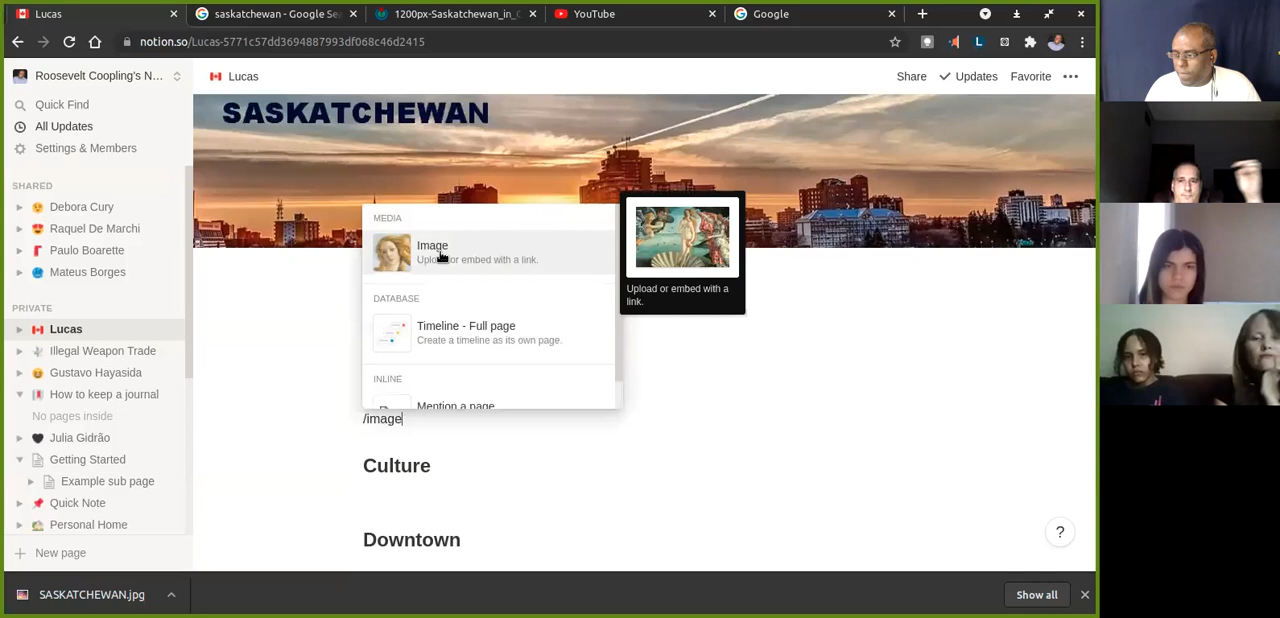 Lucas
saskatchewan - Google Se
1200px-Saskatchewan_in_
YouTube
Google
notion.so/Lucas-5771c57dd3694887993df068c46d2415
L
Roosevelt Coopling's N...
Lucas
Share
Updates
Favorite
Quick Find
All Updates
Settings & Members
SHARED
Debora Cury
Raquel De Marchi
Paulo Boarette
Mateus Borges
PRIVATE
Lucas
Illegal Weapon Trade
Gustavo Hayasida
How to keep a journal
No pages inside
Julia Gidrão
Getting Started
Example sub page
Quick Note
Personal Home
New page
SASKATCHEWAN
MEDIA
Image
Upload or embed with a link.
DATABASE
Timeline - Full page
Create a timeline as its own page.
INLINE
Mention a page
Upload or embed with a
link.
/image
Culture
Downtown
?
SASKATCHEWAN.jpg
Show all